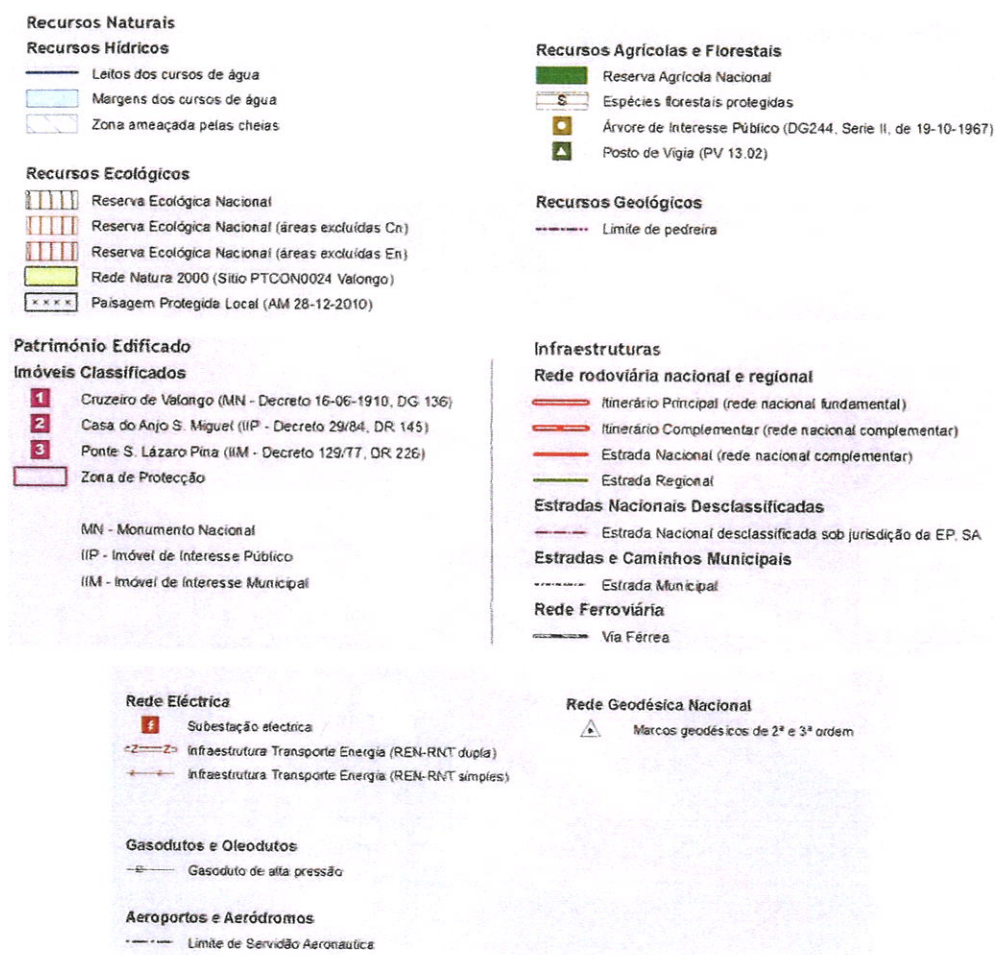 Recursos Naturais
Recursos Hídricos
Leitos dos cursos de água
Margens dos cursos de água
Zona ameaçada pelas cheias
Recursos Ecológicos
Reserva Ecológica Nacional
Reserva Ecológica Nacional (áreas excluídas Cn)
Reserva Ecológica Nacional (áreas excluídas En)
Rede Natura 2000 (Sítio PTCON0024 Valongo)
Paisagem Protegida Local (AM 28-12-2010)
Recursos Agrícolas e Florestais
Reserva Agrícola Nacional
S
Espécies florestais protegidas
Árvore de Interesse Público (DG244, Serie II, de 19-10-1967)
Posto de Vigia (PV 13.02)
Recursos Geológicos
Limite de pedreira
Património Edificado
Imóveis Classificados
1 Cruzeiro de Valongo (MN - Decreto 16-06-1910, DG 136)
2 Casa do Anjo S. Miguel (IIP - Decreto 29/84, DR 145)
3 Ponte S. Lázaro Pina (IIM - Decreto 129/77, DR 226)
Zona de Protecção
MN - Monumento Nacional
IIP - Imóvel de Interesse Público
IIM - Imóvel de Interesse Municipal
Infraestruturas
Rede rodoviária nacional e regional
Itinerário Principal (rede nacional fundamental)
Itinerário Complementar (rede nacional complementar)
Estrada Nacional (rede nacional complementar)
Estrada Regional
Estradas Nacionais Desclassificadas
Estrada Nacional desclassificada sob jurisdição da EP, SA
Estradas e Caminhos Municipais
Estrada Municipal
Rede Ferroviária
Via Férrea
Rede Eléctrica
Subestação electrica
Z Z Infraestrutura Transporte Energia (REN-RNT dupla)
Infraestrutura Transporte Energia (REN-RNT simples)
Gasodutos e Oleodutos
Gasoduto de alta pressão
Aeroportos e Aeródromos
Limite de Servidão Aeronautica
Rede Geodésica Nacional
Marcos geodésicos de 2ª e 3ª ordem